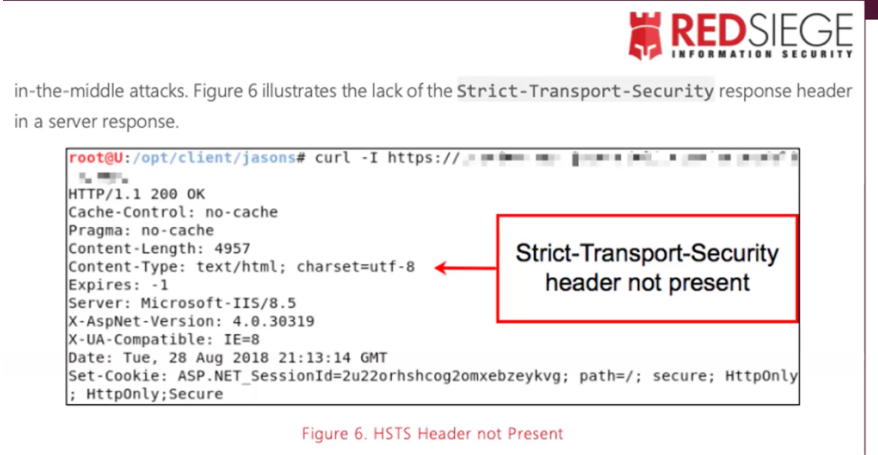 REDSIEGE
INFORMATION SECURITY
in-the-middle attacks. Figure 6 illustrates the lack of the Strict-Transport-Security response header
in a server response.
root@U:/opt/client/jasons# curl -I https://
HTTP/1.1 200 OK
Cache-Control: no-cache
Pragma: no-cache
Content-Length: 4957
Content-Type: text/html; charset=utf-8
Expires: -1
Server: Microsoft-IIS/8.5
X-AspNet-Version: 4.0.30319
X-UA-Compatible: IE=8
Date: Tue, 28 Aug 2018 21:13:14 GMT
Set-Cookie: ASP.NET_SessionId=2u22orhshcog2omxebzeykvg; path=/; secure; HttpOnly
; HttpOnly;Secure
Strict-Transport-Security
header not present
Figure 6. HSTS Header not Present